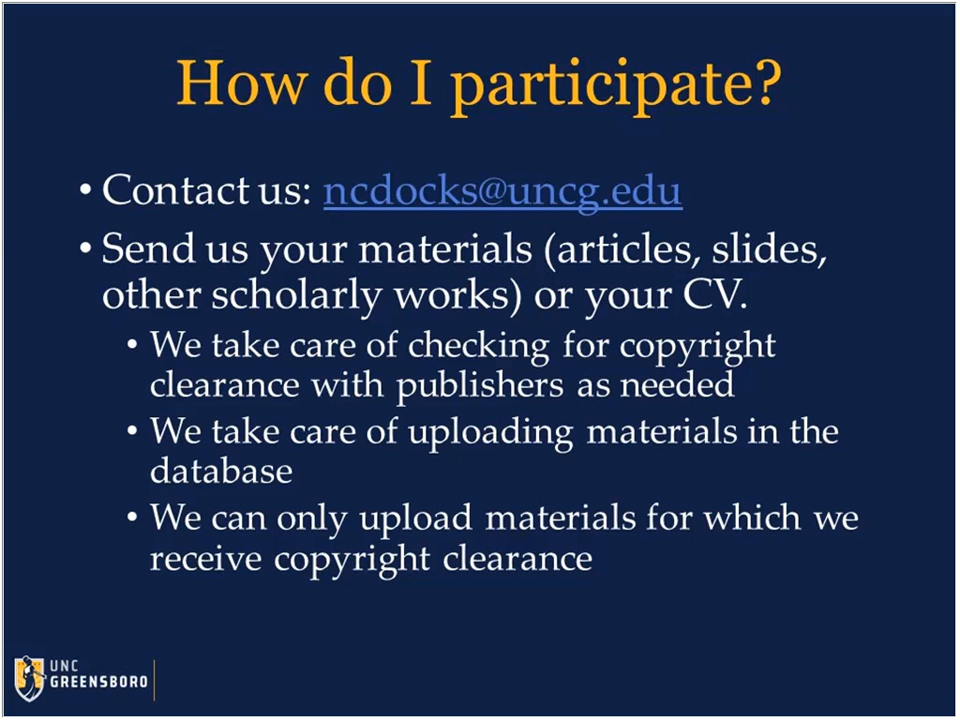 How do I participate?
• Contact us: ncdocks@uncg.edu
• Send us your materials (articles, slides,
other scholarly works) or your CV.
• We take care of checking for copyright
clearance with publishers as needed
• We take care of uploading materials in the
database
• We can only upload materials for which we
receive copyright clearance
UNC
GREENSBORO